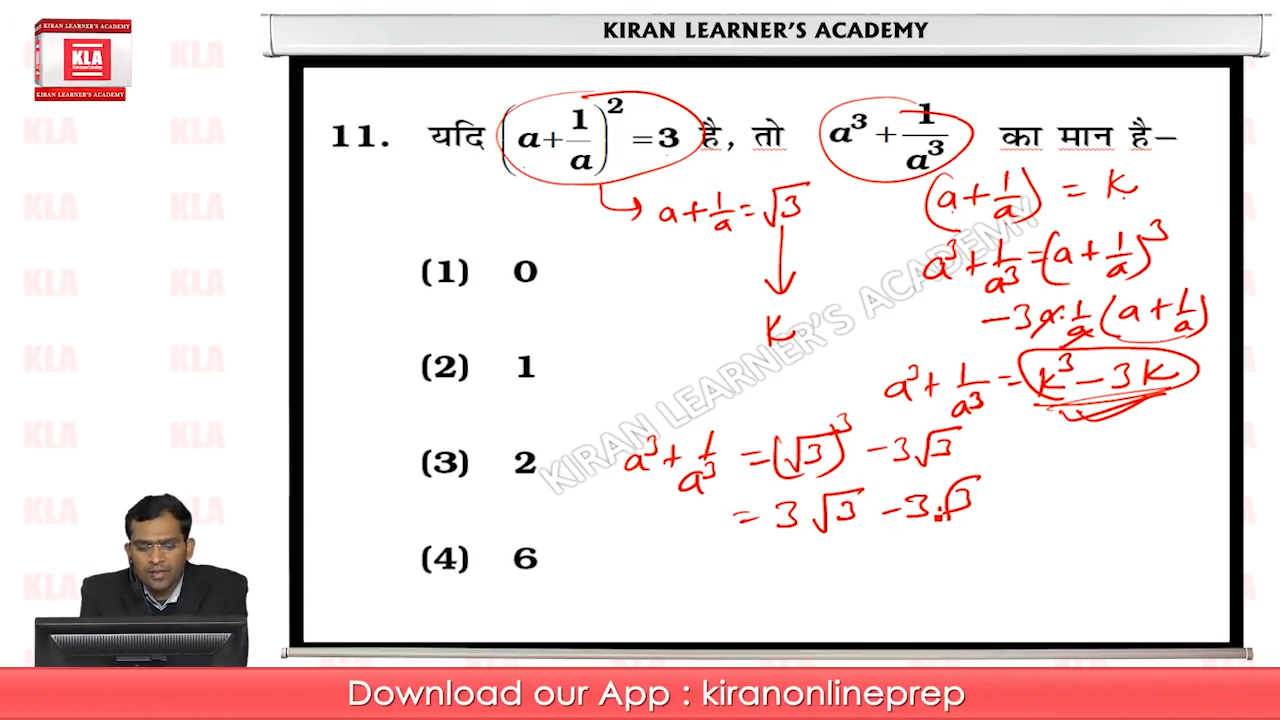 KIRAN LEARNER'S ACADEMY
KIRAN LEARNER'S ACADEMY
KLA
KIRAN LEARNER'S ACADEMY
11. यदि (a + 1/a)² = 3 है, तो a³ + 1/a³ का मान है–
a + 1/a = √3
(a + 1/a) = K
K
a³ + 1/a³ = (a + 1/a)³
– 3 a · 1/a (a + 1/a)
a³ + 1/a³ = K³ – 3K
(1) 0
(2) 1
(3) 2
(4) 6
a³ + 1/a³ = (√3)³ – 3√3
= 3√3 – 3√3
KIRAN LEARNER'S ACADEMY
Download our App : kiranonlineprep